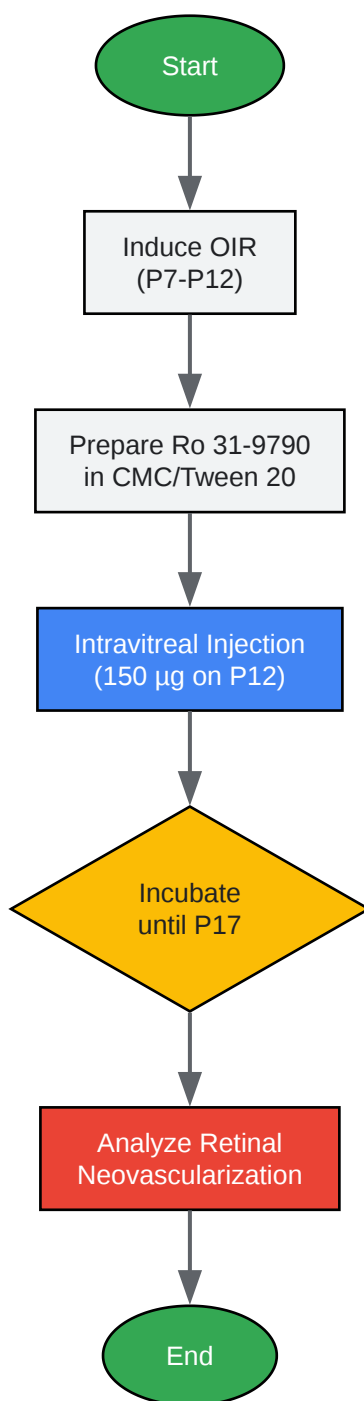 Start
Induce OIR
(P7-P12)
Prepare Ro 31-9790
in CMC/Tween 20
Intravitreal Injection
(150 µg on P12)
Incubate
until P17
Analyze Retinal
Neovascularization
End